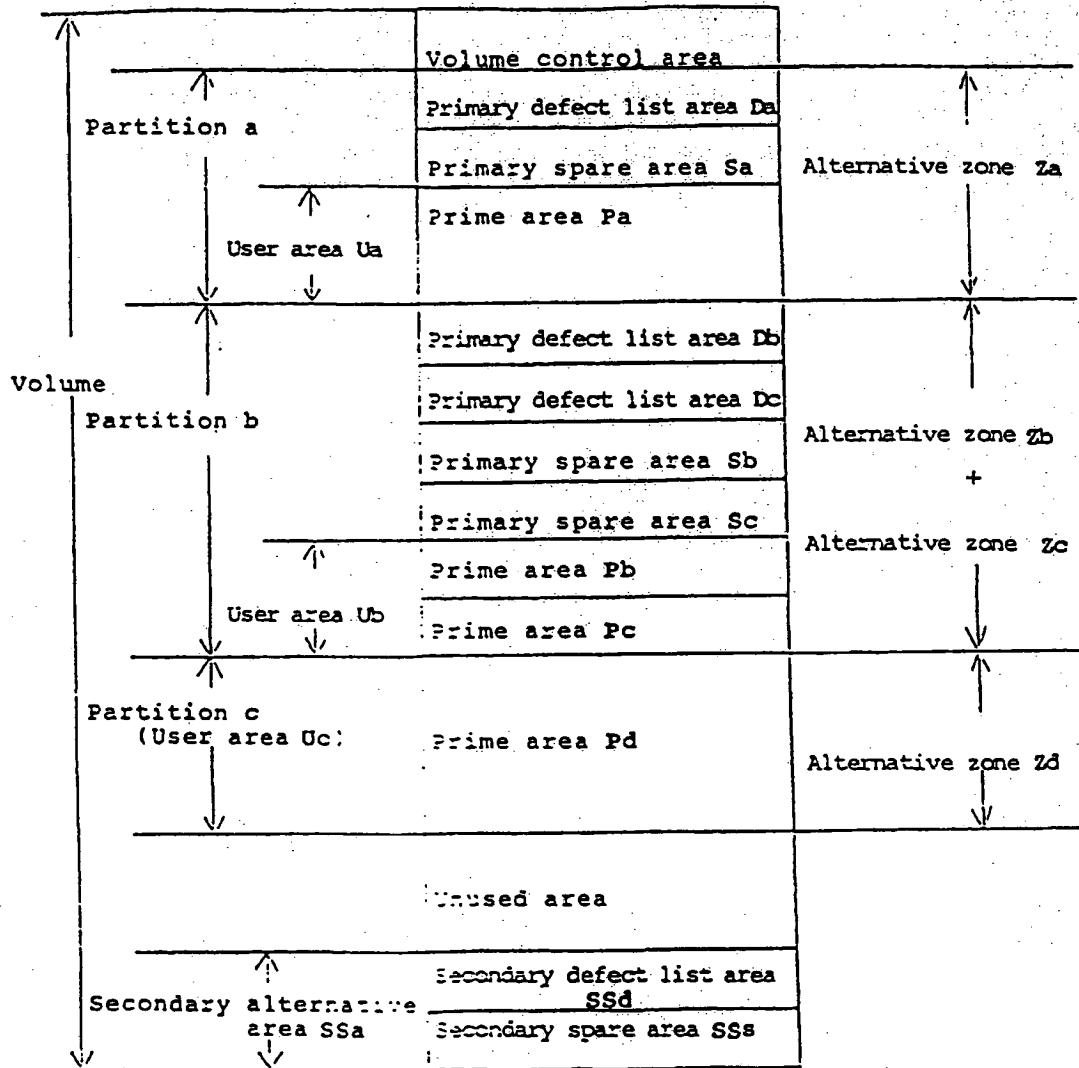 Volume control area
Primary defect list area Da
Partition a
Primary spare area Sa
Alternative zone Za
Prime area Pa
User area Ua
Primary defect list area Db
Volume
Primary defect list area Dc
Partition b
Alternative zone Zb
Primary spare area Sb
+
Primary spare area Sc
Alternative zone Zc
Prime area Pb
User area Ub
Prime area Pc
Partition c
(User area Uc)
Prime area Pd
Alternative zone Zd
Unused area
Secondary defect list area
SSd
Secondary alternative
area SSa
Secondary spare area SSs